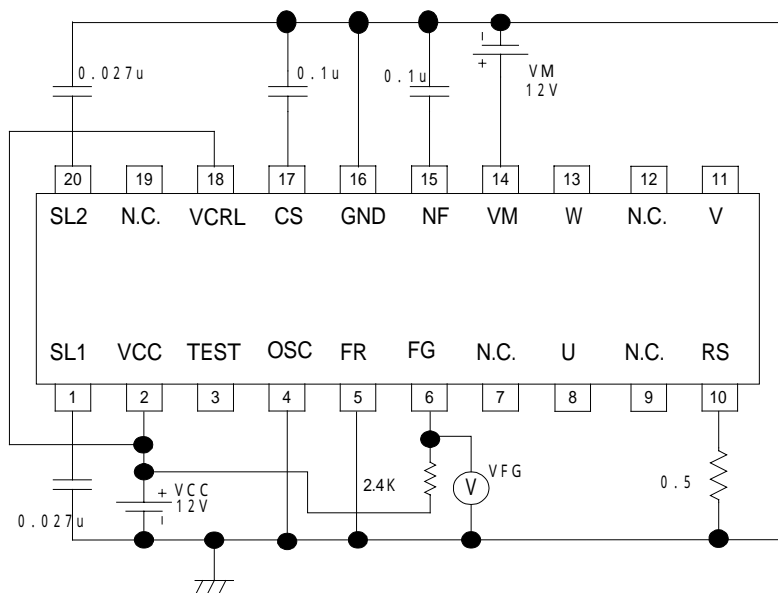 0.027u
0.1u
0.1u
−
+
VM
12V
20 19 18 17 16 15 14 13 12 11
SL2 N.C. VCRL CS GND NF VM W N.C. V
SL1 VCC TEST OSC FR FG N.C. U N.C. RS
1 2 3 4 5 6 7 8 9 10
0.027u
+
−
VCC
12V
2.4K
V
VFG
0.5